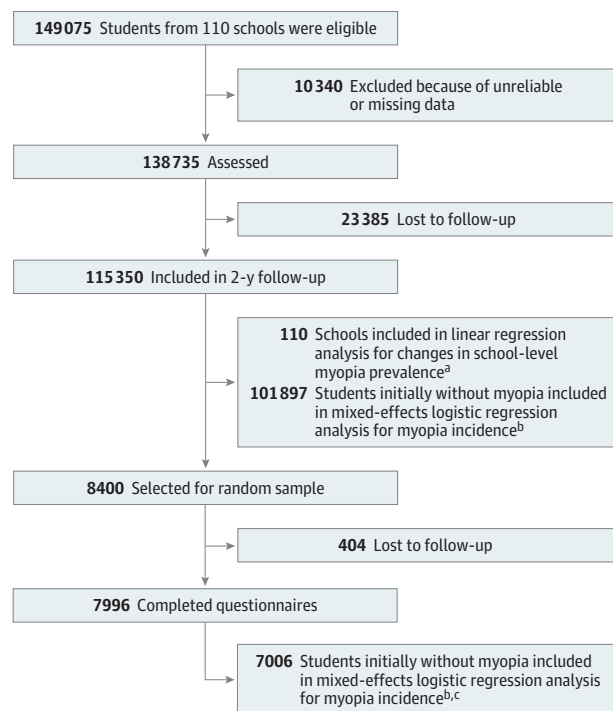 149075 Students from 110 schools were eligible
10340 Excluded because of unreliable
or missing data
138735 Assessed
23385 Lost to follow-up
115350 Included in 2-y follow-up
110 Schools included in linear regression
analysis for changes in school-level
myopia prevalencea
101897 Students initially without myopia included
in mixed-effects logistic regression
analysis for myopia incidenceb
8400 Selected for random sample
404 Lost to follow-up
7996 Completed questionnaires
7006 Students initially without myopia included
in mixed-effects logistic regression analysis
for myopia incidenceb,c